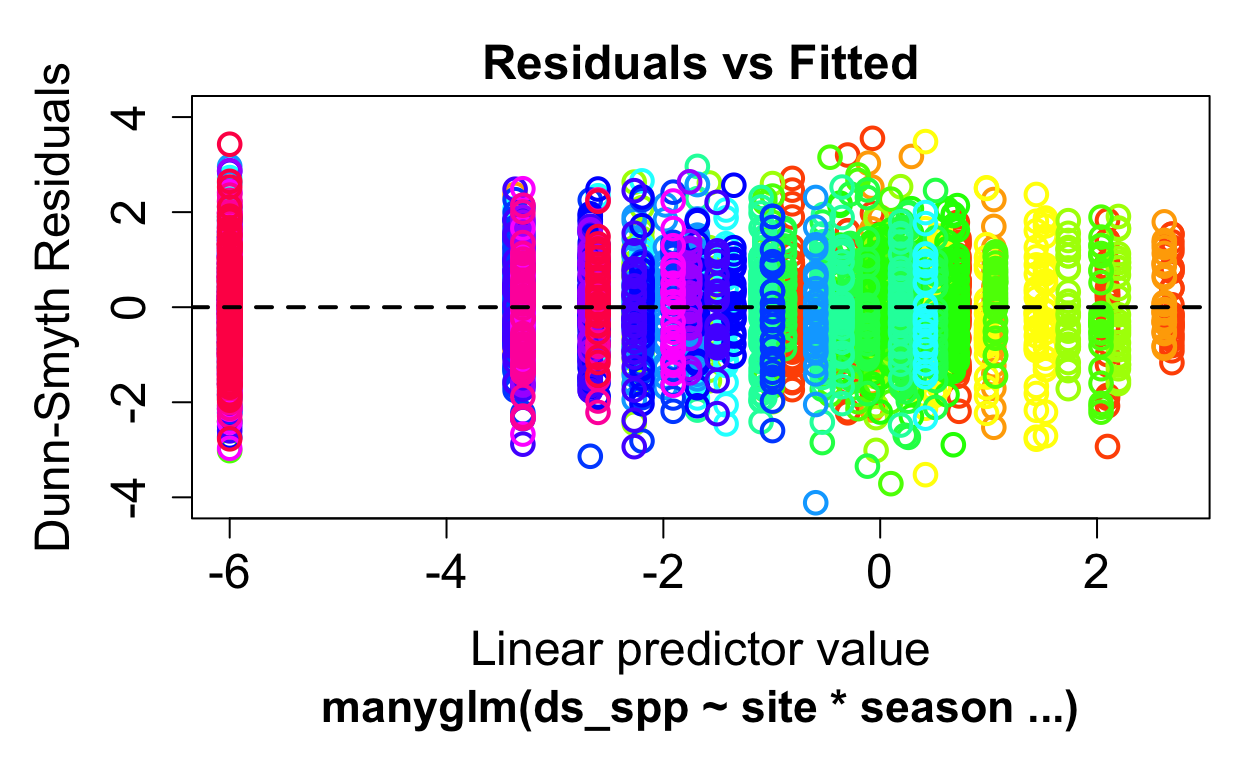 Residuals vs Fitted
Dunn-Smyth Residuals
4
2
0
-2
-4
-6 -4 -2 0 2
Linear predictor value
manyglm(ds_spp ~ site * season ...)